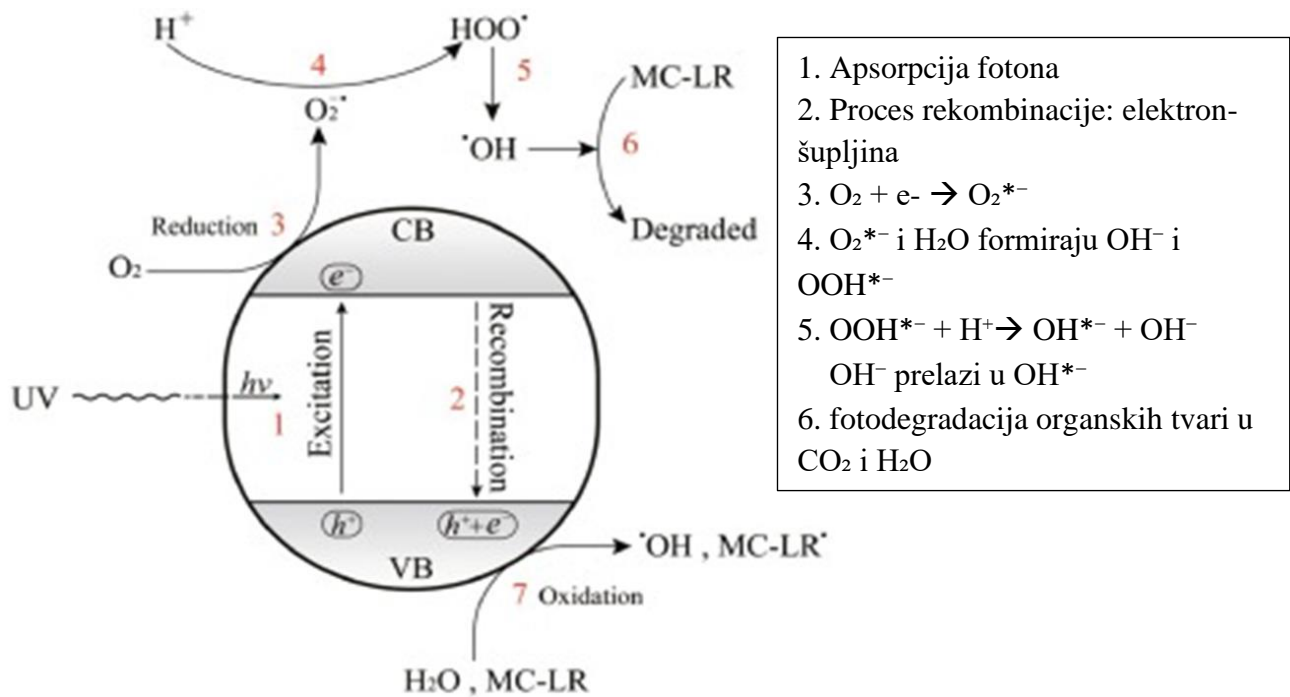 H⁺
HOO•
4
5
MC-LR
O₂⁻•
•OH
6
Reduction 3
CB
Degraded
O₂
e⁻
UV
hv
1
Excitation
2
Recombination
h⁺
h⁺+e⁻
VB
•OH , MC-LR•
7 Oxidation
H₂O , MC-LR
1. Apsorpcija fotona
2. Proces rekombinacije: elektron-
šupljina
3. O₂ + e- → O₂*⁻
4. O₂*⁻ i H₂O formiraju OH⁻ i
OOH*⁻
5. OOH*⁻ + H⁺→ OH*⁻ + OH⁻
OH⁻ prelazi u OH*⁻
6. fotodegradacija organskih tvari u
CO₂ i H₂O